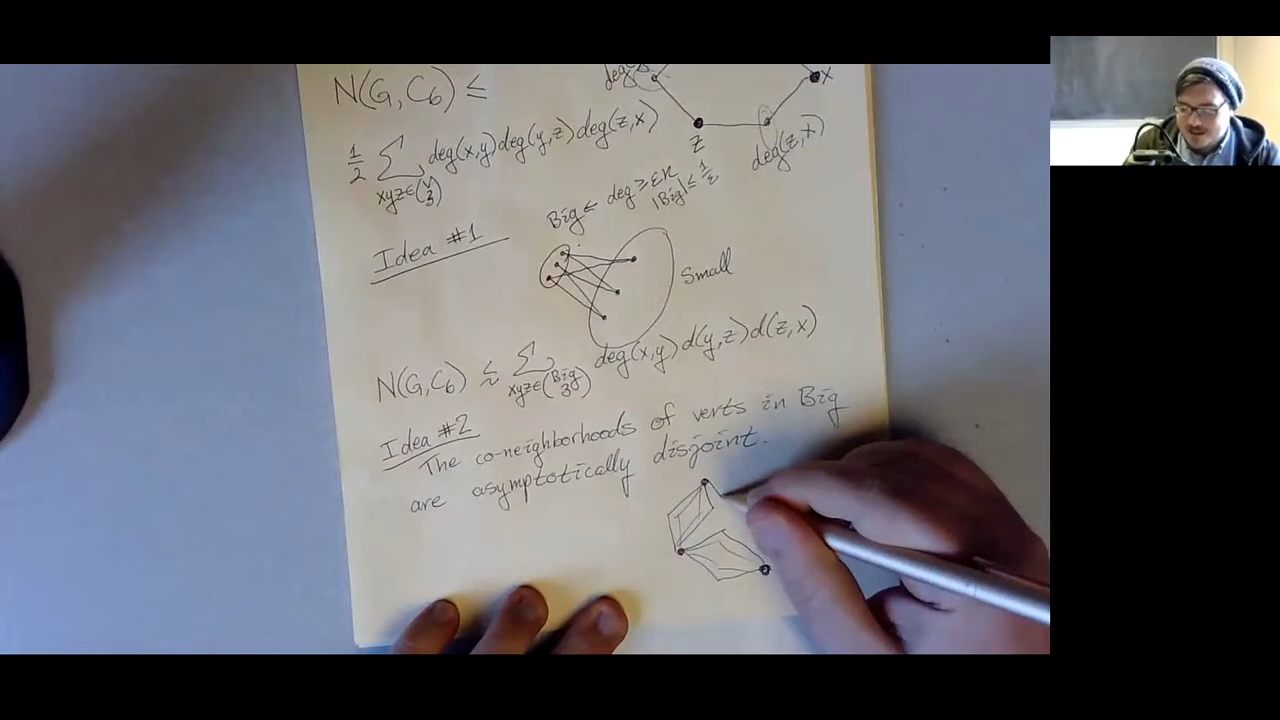 N(G,C₆) ≤
1/2 Σ xyz∈(V 3) deg(x,y)deg(y,z)deg(z,x)
x
z
deg(z,x)
Idea #1
Big ← deg ≥ εn
|Big| ≤ 1/ε
Small
N(G,C₆) ≲ Σ xyz∈(Big 3) deg(x,y)d(y,z)d(z,x)
Idea #2
The co-neighborhoods of verts in Big
are asymptotically disjoint.